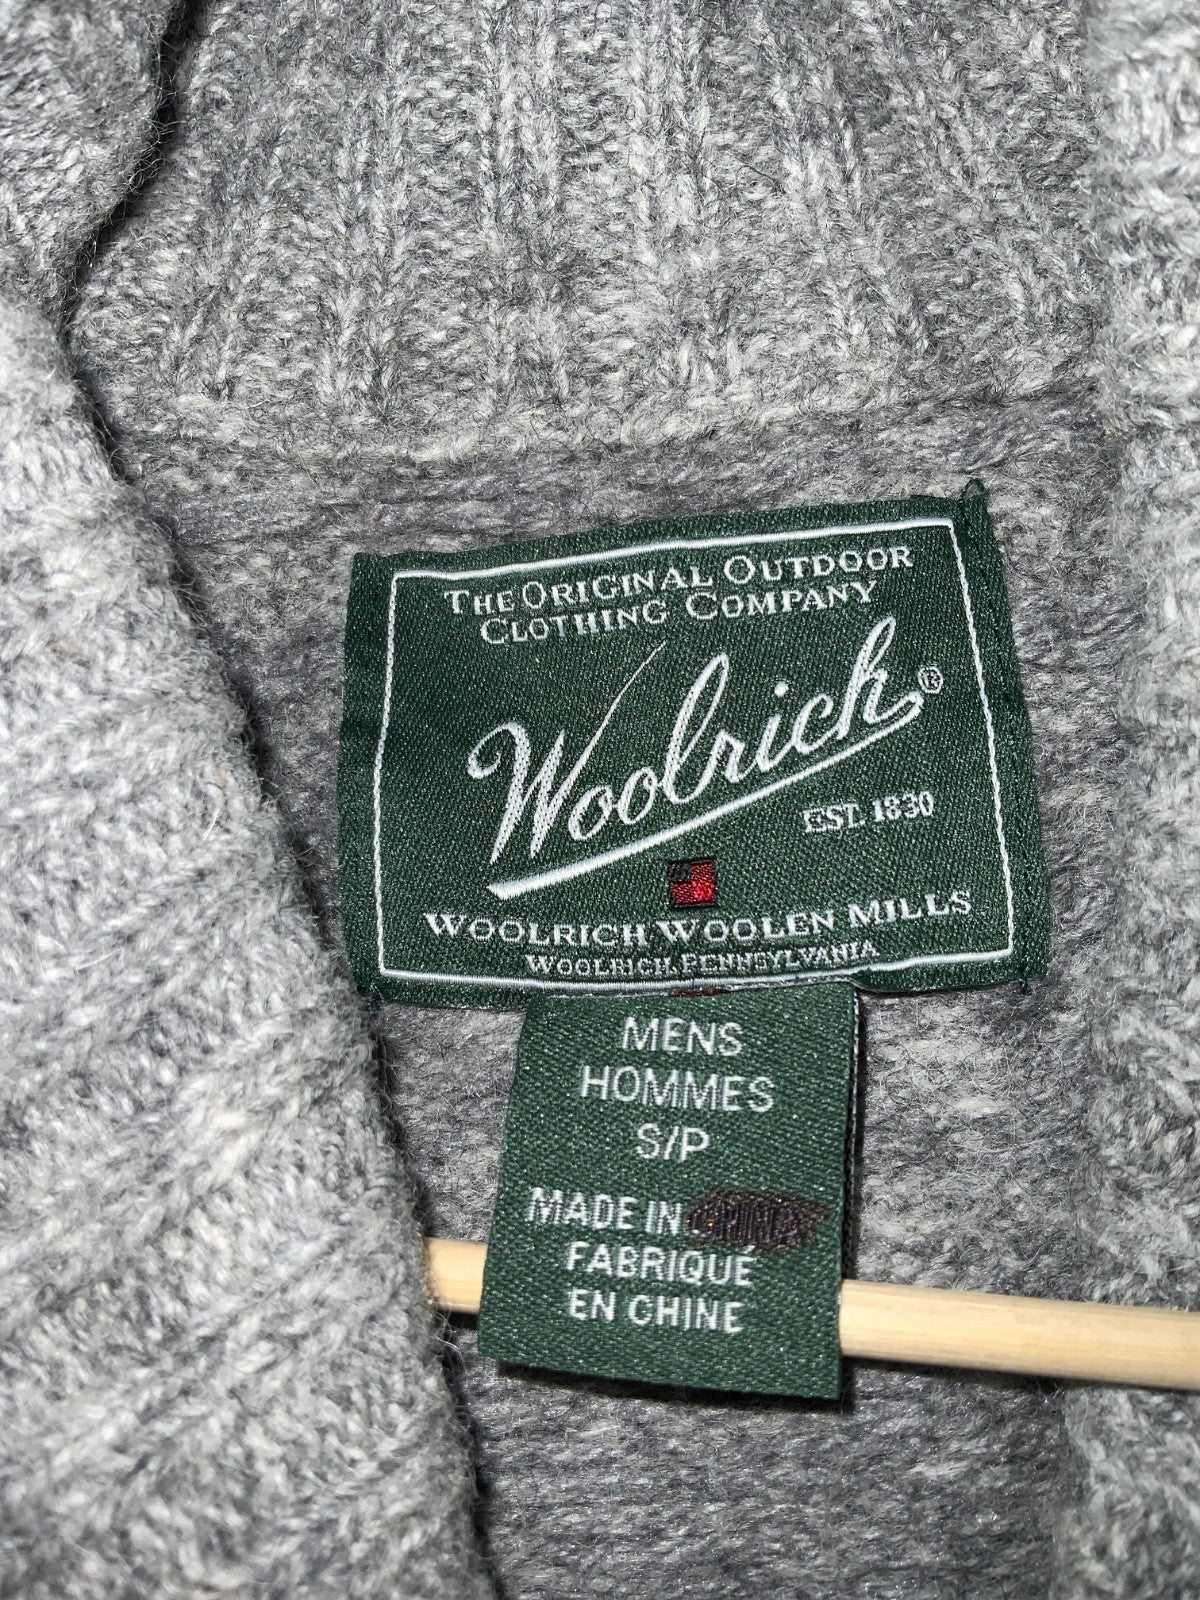 THE ORIGINAL OUTDOOR
CLOTHING COMPANY
Woolrich®
EST. 1830
WOOLRICH WOOLEN MILLS
WOOLRICH, PENNSYLVANIA
MENS
HOMMES
S/P
MADE IN CHINA
FABRIQUÉ
EN CHINE